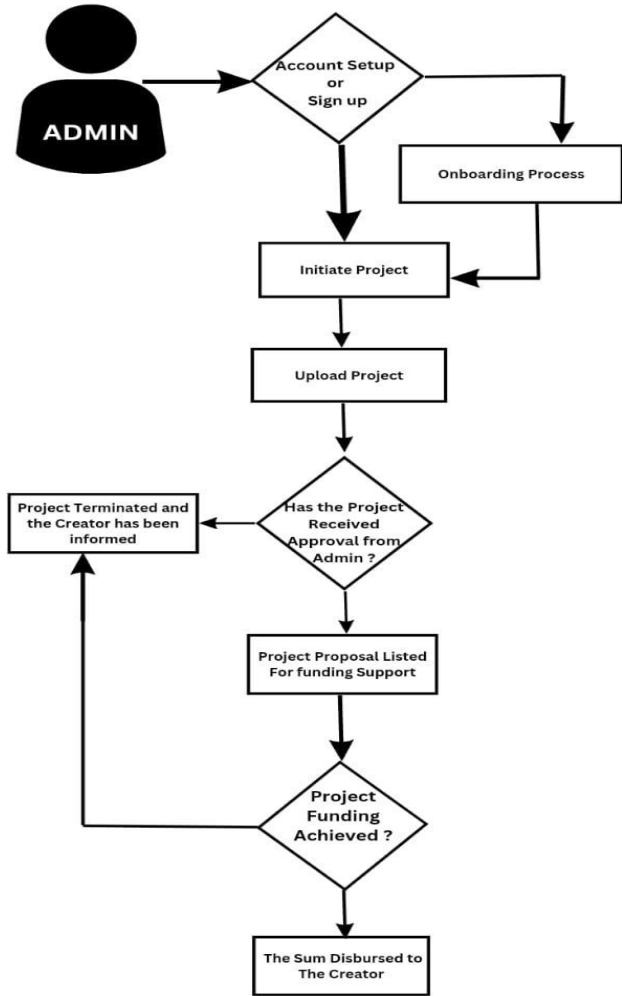 ADMIN
Account Setup
or
Sign up
Onboarding Process
Initiate Project
Upload Project
Has the Project
Received
Approval from
Admin ?
Project Terminated and
the Creator has been
informed
Project Proposal Listed
For funding Support
Project
Funding
Achieved ?
The Sum Disbursed to
The Creator